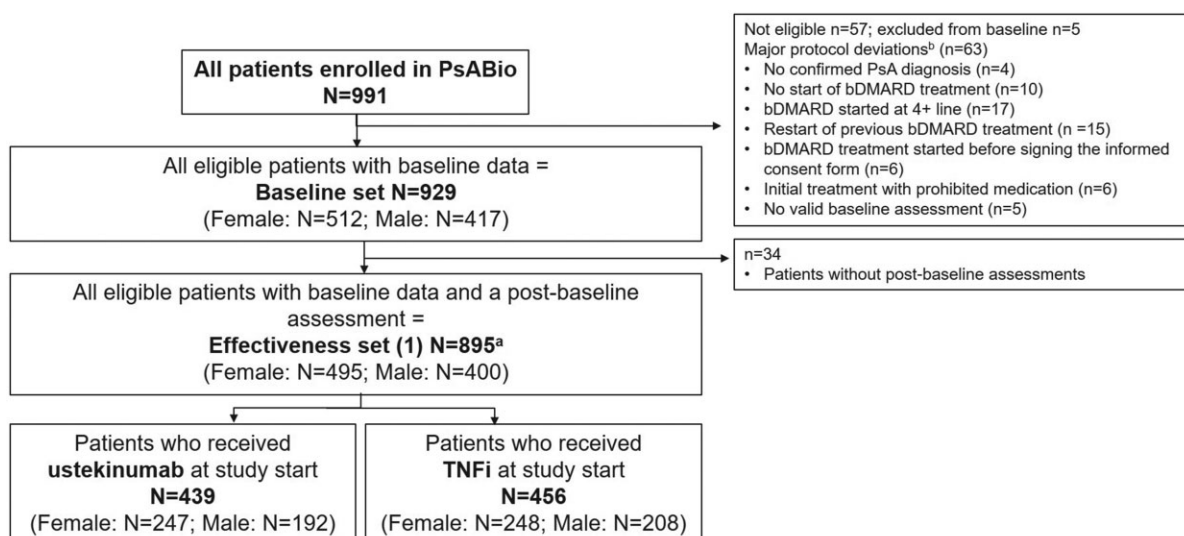 All patients enrolled in PsABio
N=991
Not eligible n=57; excluded from baseline n=5
Major protocol deviationsᵇ (n=63)
• No confirmed PsA diagnosis (n=4)
• No start of bDMARD treatment (n=10)
• bDMARD started at 4+ line (n=17)
• Restart of previous bDMARD treatment (n =15)
• bDMARD treatment started before signing the informed
consent form (n=6)
• Initial treatment with prohibited medication (n=6)
• No valid baseline assessment (n=5)
All eligible patients with baseline data =
Baseline set N=929
(Female: N=512; Male: N=417)
n=34
• Patients without post-baseline assessments
All eligible patients with baseline data and a post-baseline
assessment =
Effectiveness set (1) N=895ᵃ
(Female: N=495; Male: N=400)
Patients who received
ustekinumab at study start
N=439
(Female: N=247; Male: N=192)
Patients who received
TNFi at study start
N=456
(Female: N=248; Male: N=208)